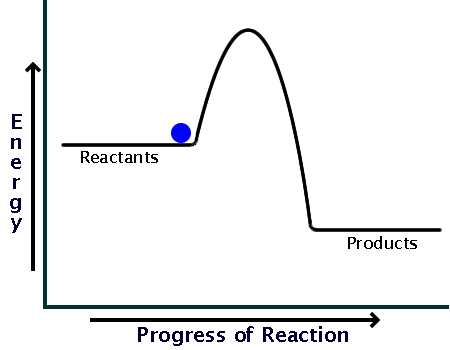 Energy
Reactants
Products
Progress of Reaction